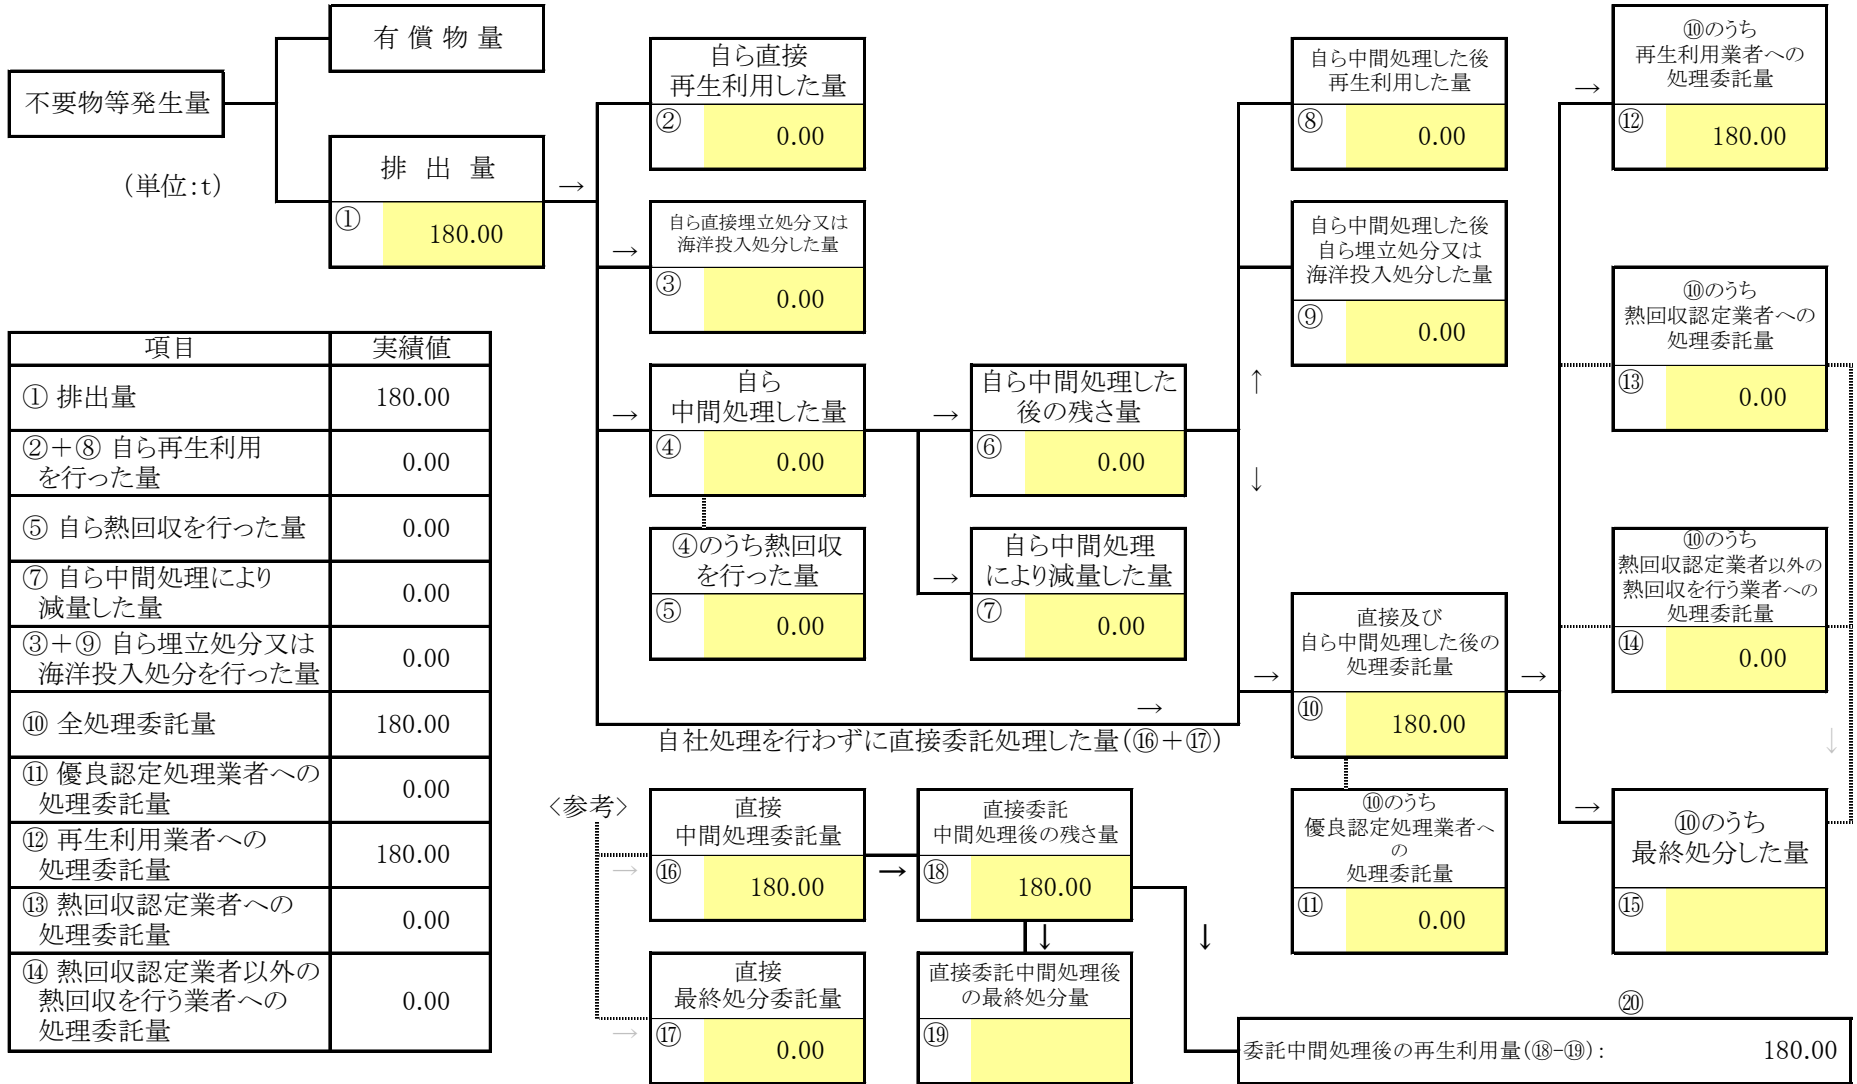 有 償 物 量
不要物等発生量
(単位:t)
排 出 量
→
①
180.00
自ら直接
再生利用した量
②
0.00
→
自ら直接埋立処分又は
海洋投入処分した量
③
0.00
→
自ら
中間処理した量
④
0.00
④のうち熱回収
を行った量
⑤
0.00
→
自ら中間処理した
後の残さ量
⑥
0.00
→
自ら中間処理
により減量した量
⑦
0.00
↑
↓
自ら中間処理した後
再生利用した量
⑧
0.00
自ら中間処理した後
自ら埋立処分又は
海洋投入処分した量
⑨
0.00
→
自社処理を行わずに直接委託処理した量(⑯+⑰)
→
直接及び
自ら中間処理した後の
処理委託量
⑩
180.00
→
⑩のうち
優良認定処理業者へ
の
処理委託量
⑪
0.00
→
⑩のうち
再生利用業者への
処理委託量
⑫
180.00
⑩のうち
熱回収認定業者への
処理委託量
⑬
0.00
⑩のうち
熱回収認定業者以外の
熱回収を行う業者への
処理委託量
⑭
0.00
↓
→
⑩のうち
最終処分した量
⑮
項目 実績値
① 排出量 180.00
②+⑧ 自ら再生利用
を行った量 0.00
⑤ 自ら熱回収を行った量 0.00
⑦ 自ら中間処理により
減量した量 0.00
③+⑨ 自ら埋立処分又は
海洋投入処分を行った量 0.00
⑩ 全処理委託量 180.00
⑪ 優良認定処理業者への
処理委託量 0.00
⑫ 再生利用業者への
処理委託量 180.00
⑬ 熱回収認定業者への
処理委託量 0.00
⑭ 熱回収認定業者以外の
熱回収を行う業者への
処理委託量 0.00
〈参考〉
→
直接
中間処理委託量
⑯
180.00
→
直接委託
中間処理後の残さ量
⑱
180.00
↓
↓
→
直接
最終処分委託量
⑰
0.00
直接委託中間処理後
の最終処分量
⑲
⑳
委託中間処理後の再生利用量(⑱-⑲): 180.00